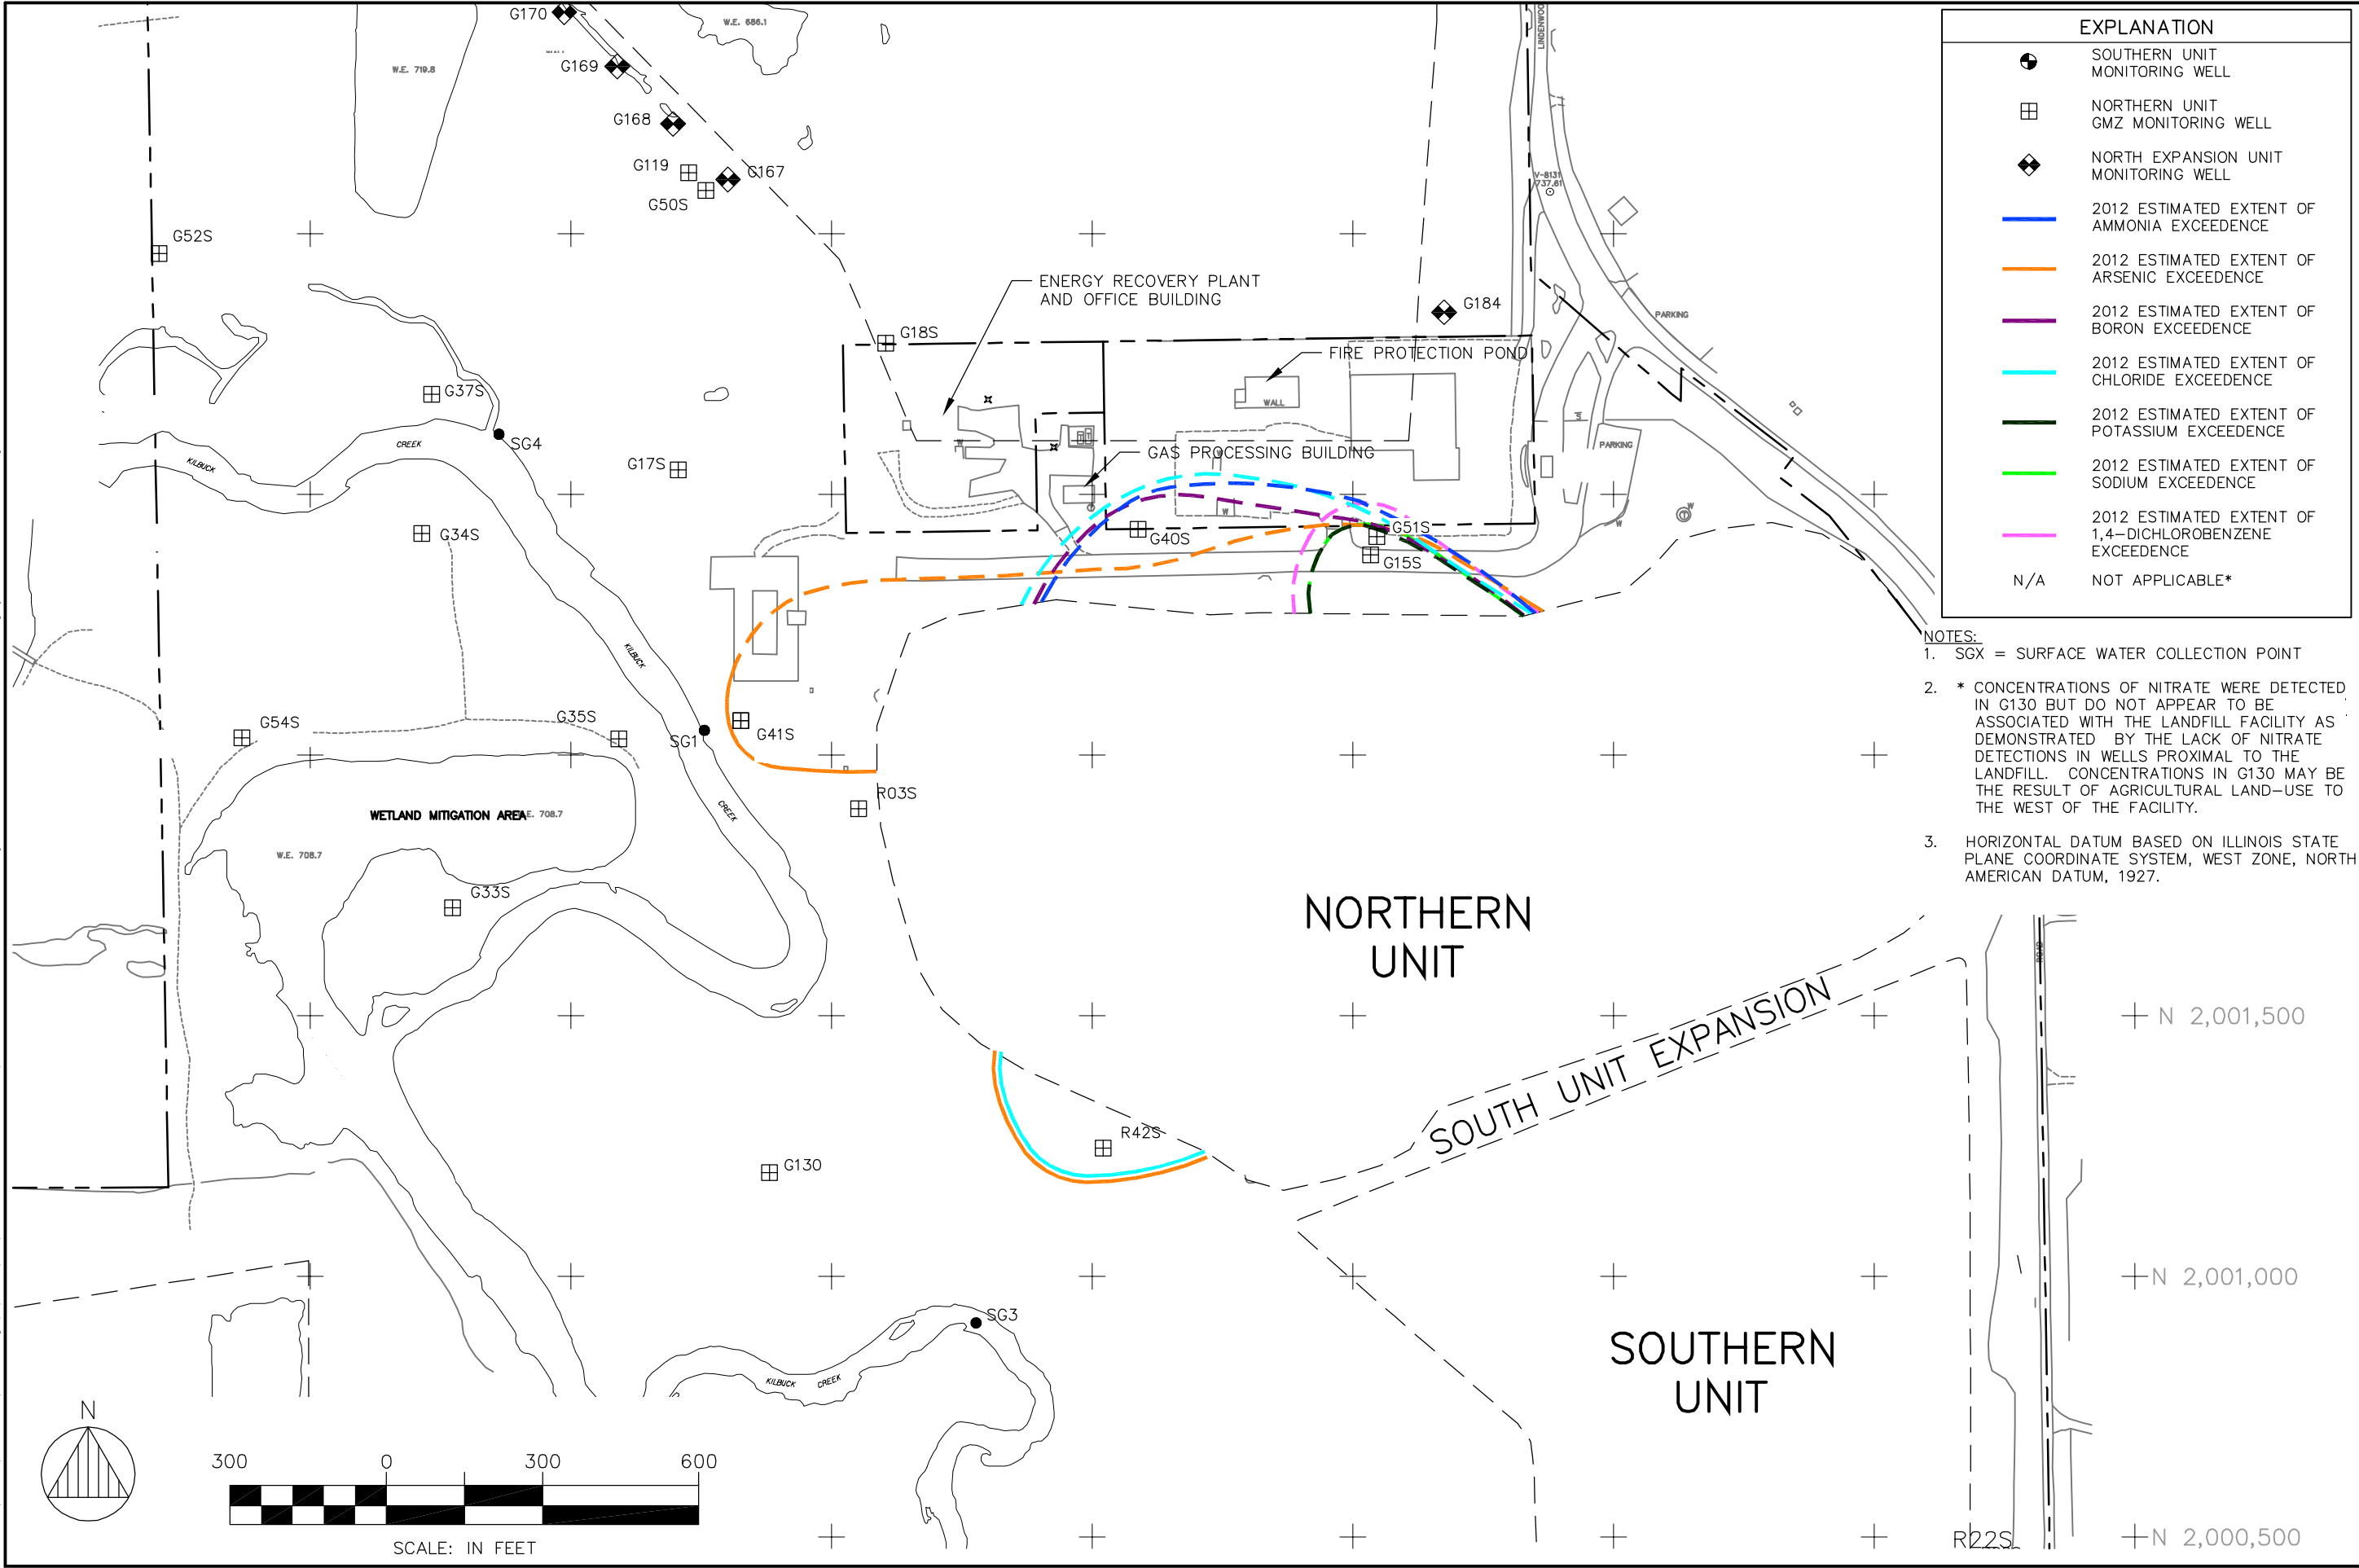 G170
W.E. 686.1
LINDENWOO
W.E. 719.8
G169
G168
G119
G167
G50S
V-8131
737.61
G52S
ENERGY RECOVERY PLANT
AND OFFICE BUILDING
G184
G18S
PARKING
FIRE PROTECTION POND
G37S
WALL
SG4
KILBUCK
CREEK
W
PARKING
G17S
GAS PROCESSING BUILDING
W
W
W
W
G34S
G40S
G51S
G15S
KILBUCK
G54S
G35S
SG1
G41S
R03S
CREEK
WETLAND MITIGATION AREA
E. 708.7
W.E. 708.7
G33S
NORTHERN
UNIT
SOUTH UNIT EXPANSION
ROAD
N 2,001,500
R42S
G130
N 2,001,000
SG3
SOUTHERN
UNIT
KILBUCK
CREEK
N
300 0 300 600
SCALE: IN FEET
R22S
N 2,000,500
EXPLANATION
SOUTHERN UNIT
MONITORING WELL
NORTHERN UNIT
GMZ MONITORING WELL
NORTH EXPANSION UNIT
MONITORING WELL
2012 ESTIMATED EXTENT OF
AMMONIA EXCEEDENCE
2012 ESTIMATED EXTENT OF
ARSENIC EXCEEDENCE
2012 ESTIMATED EXTENT OF
BORON EXCEEDENCE
2012 ESTIMATED EXTENT OF
CHLORIDE EXCEEDENCE
2012 ESTIMATED EXTENT OF
POTASSIUM EXCEEDENCE
2012 ESTIMATED EXTENT OF
SODIUM EXCEEDENCE
2012 ESTIMATED EXTENT OF
1,4-DICHLOROBENZENE
EXCEEDENCE
N/A NOT APPLICABLE*
NOTES:
1. SGX = SURFACE WATER COLLECTION POINT
2. * CONCENTRATIONS OF NITRATE WERE DETECTED
IN G130 BUT DO NOT APPEAR TO BE
ASSOCIATED WITH THE LANDFILL FACILITY AS
DEMONSTRATED BY THE LACK OF NITRATE
DETECTIONS IN WELLS PROXIMAL TO THE
LANDFILL. CONCENTRATIONS IN G130 MAY BE
THE RESULT OF AGRICULTURAL LAND-USE TO
THE WEST OF THE FACILITY.
3. HORIZONTAL DATUM BASED ON ILLINOIS STATE
PLANE COORDINATE SYSTEM, WEST ZONE, NORTH
AMERICAN DATUM, 1927.